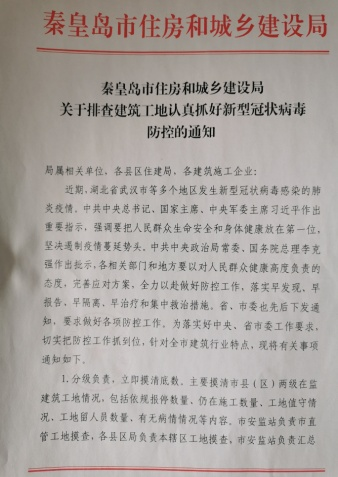 秦皇岛市住房和城乡建设局
秦皇岛市住房和城乡建设局
关于排查建筑工地认真抓好新型冠状病毒
防控的通知
局属相关单位、各县区住建局，各建筑施工企业：
近期，湖北省武汉市等多个地区发生新型冠状病毒感染的肺
炎疫情。中共中央总书记、国家主席、中央军委主席习近平作出
重要指示，强调要把人民群众生命安全和身体健康放在第一位，
坚决遏制疫情蔓延势头。中共中央政治局常委、国务院总理李克
强作出批示，各相关部门和地方要以对人民群众健康高度负责的
态度，完善应对方案，全力以赴做好防控工作，落实早发现、早
报告、早隔离、早治疗和集中救治措施。省、市委也先后下发通
知、要求做好各项防控工作。为落实好中央、省市委工作要求，
切实把防控工作抓到位，针对全市建筑行业特点，现将有关事项
通知如下。
1.分级负责，立即摸清底数。主要摸清市县（区）两级在监
建筑工地情况，包括依规报停数量、仍在施工数量、工地值守情
况，工地留人员数量，有无病情情况等内容。市安监站负责市直
管工地摸查，各县区局负责本辖区工地摸查，市安监站负责汇总